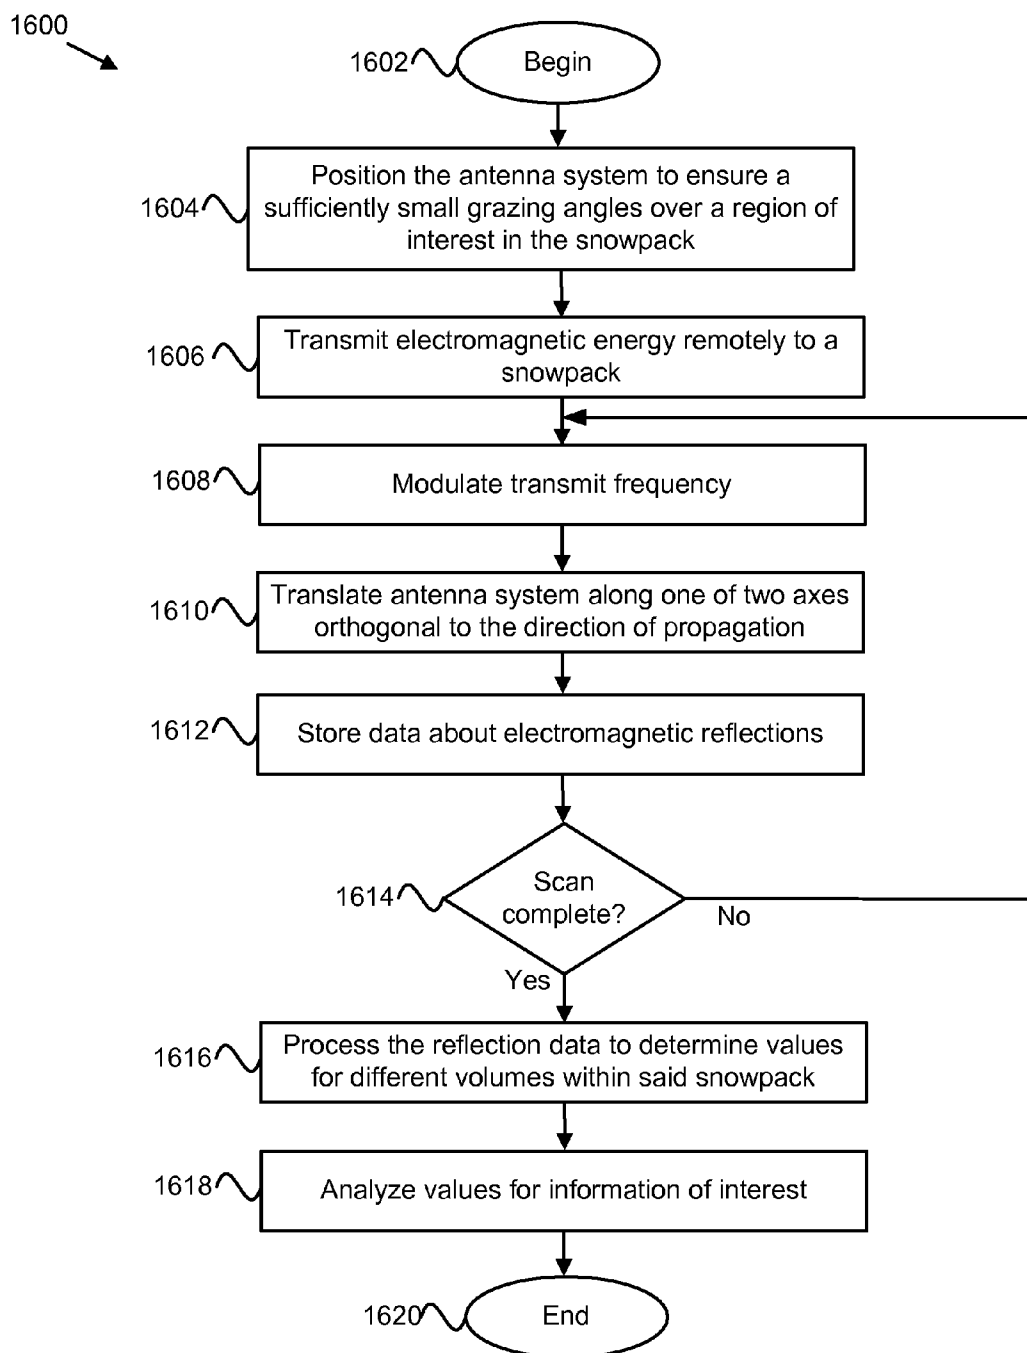 1600
1602
Begin
1604
Position the antenna system to ensure a
sufficiently small grazing angles over a region of
interest in the snowpack
1606
Transmit electromagnetic energy remotely to a
snowpack
1608
Modulate transmit frequency
1610
Translate antenna system along one of two axes
orthogonal to the direction of propagation
1612
Store data about electromagnetic reflections
1614
Scan
complete?
No
Yes
1616
Process the reflection data to determine values
for different volumes within said snowpack
1618
Analyze values for information of interest
1620
End